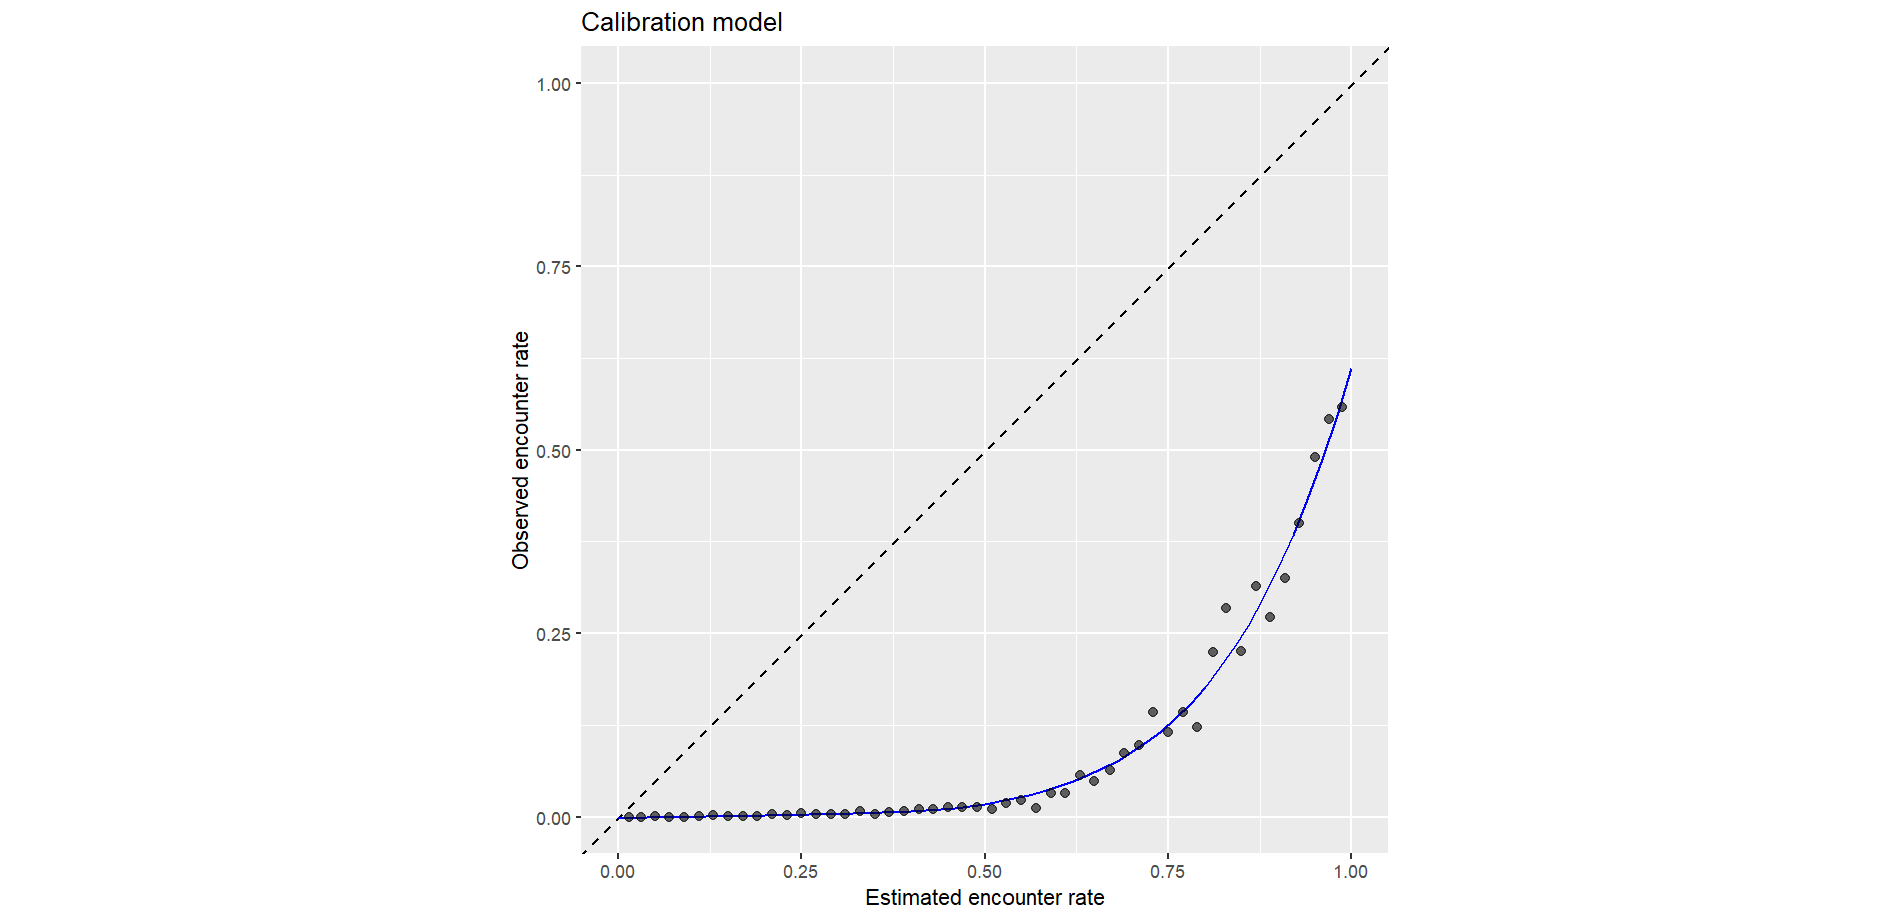 Calibration model
1.00
0.75
0.50
0.25
0.00
Observed encounter rate
0.00 0.25 0.50 0.75 1.00
Estimated encounter rate